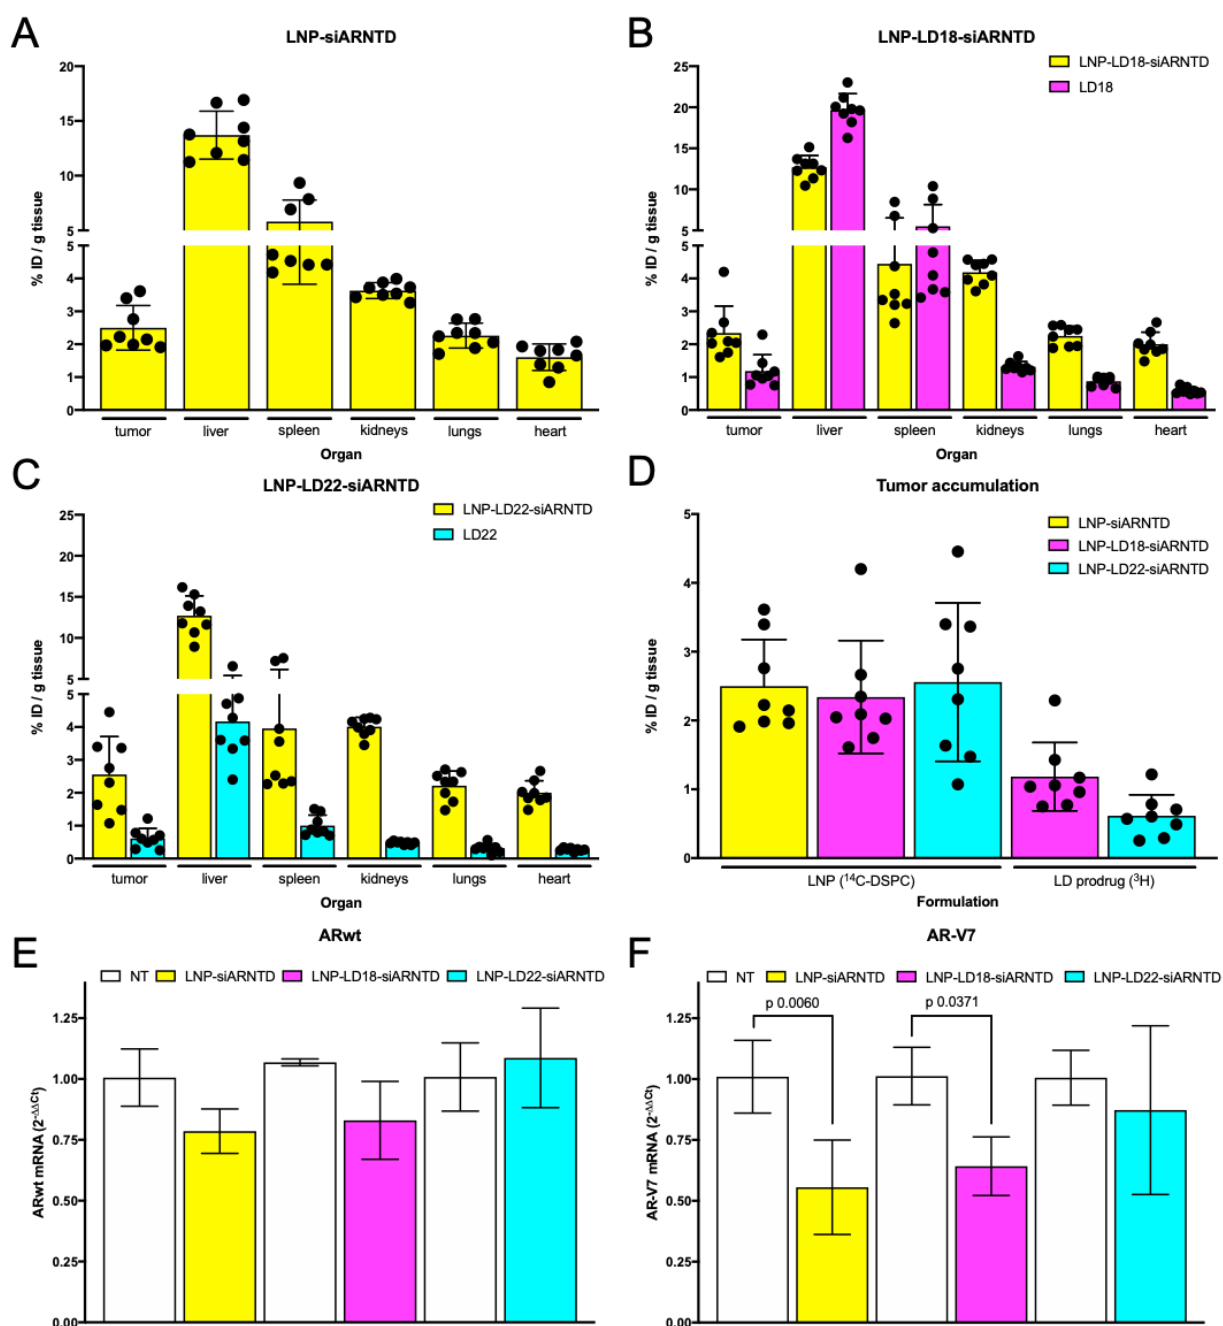 A
LNP-siARNTD
% ID / g tissue
20
15
10
5
5
4
3
2
1
0
tumor liver spleen kidneys lungs heart
Organ
B
LNP-LD18-siARNTD
LNP-LD18-siARNTD
LD18
% ID / g tissue
25
20
15
10
5
5
4
3
2
1
0
tumor liver spleen kidneys lungs heart
Organ
C
LNP-LD22-siARNTD
LNP-LD22-siARNTD
LD22
% ID / g tissue
25
20
15
10
5
5
4
3
2
1
0
tumor liver spleen kidneys lungs heart
Organ
D
Tumor accumulation
LNP-siARNTD
LNP-LD18-siARNTD
LNP-LD22-siARNTD
% ID / g tissue
5
4
3
2
1
0
LNP (¹⁴C-DSPC) LD prodrug (³H)
Formulation
E
ARwt
NT LNP-siARNTD LNP-LD18-siARNTD LNP-LD22-siARNTD
ARwt mRNA (2⁻ΔΔCt)
1.25
1.00
0.75
0.50
0.25
0.00
F
AR-V7
NT LNP-siARNTD LNP-LD18-siARNTD LNP-LD22-siARNTD
p 0.0060 p 0.0371
AR-V7 mRNA (2⁻ΔΔCt)
1.25
1.00
0.75
0.50
0.25
0.00